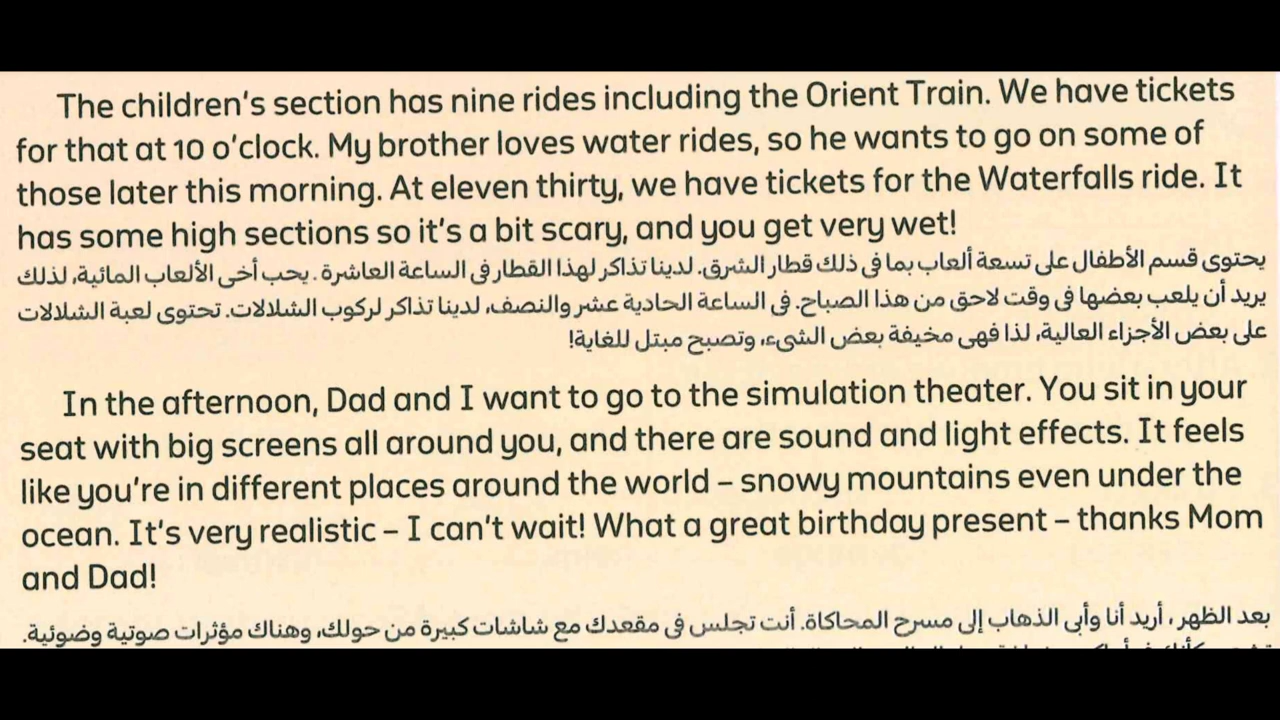 The children's section has nine rides including the Orient Train. We have tickets
for that at 10 o'clock. My brother loves water rides, so he wants to go on some of
those later this morning. At eleven thirty, we have tickets for the Waterfalls ride. It
has some high sections so it's a bit scary, and you get very wet!
يحتوى قسم الأطفال على تسعة ألعاب بما فى ذلك قطار الشرق. لدينا تذاكر لهذا القطار فى الساعة العاشرة . يحب أخى الألعاب المائية، لذلك
يريد أن يلعب بعضها فى وقت لاحق من هذا الصباح. فى الساعة الحادية عشر والنصف، لدينا تذاكر لركوب الشلالات. تحتوى لعبة الشلالات
على بعض الأجزاء العالية، لذا فهى مخيفة بعض الشىء، وتصبح مبتل للغاية!
In the afternoon, Dad and I want to go to the simulation theater. You sit in your
seat with big screens all around you, and there are sound and light effects. It feels
like you're in different places around the world – snowy mountains even under the
ocean. It's very realistic – I can't wait! What a great birthday present – thanks Mom
and Dad!
بعد الظهر ، أريد أنا وأبى الذهاب إلى مسرح المحاكاة. أنت تجلس فى مقعدك مع شاشات كبيرة من حولك، وهناك مؤثرات صوتية وضوئية.